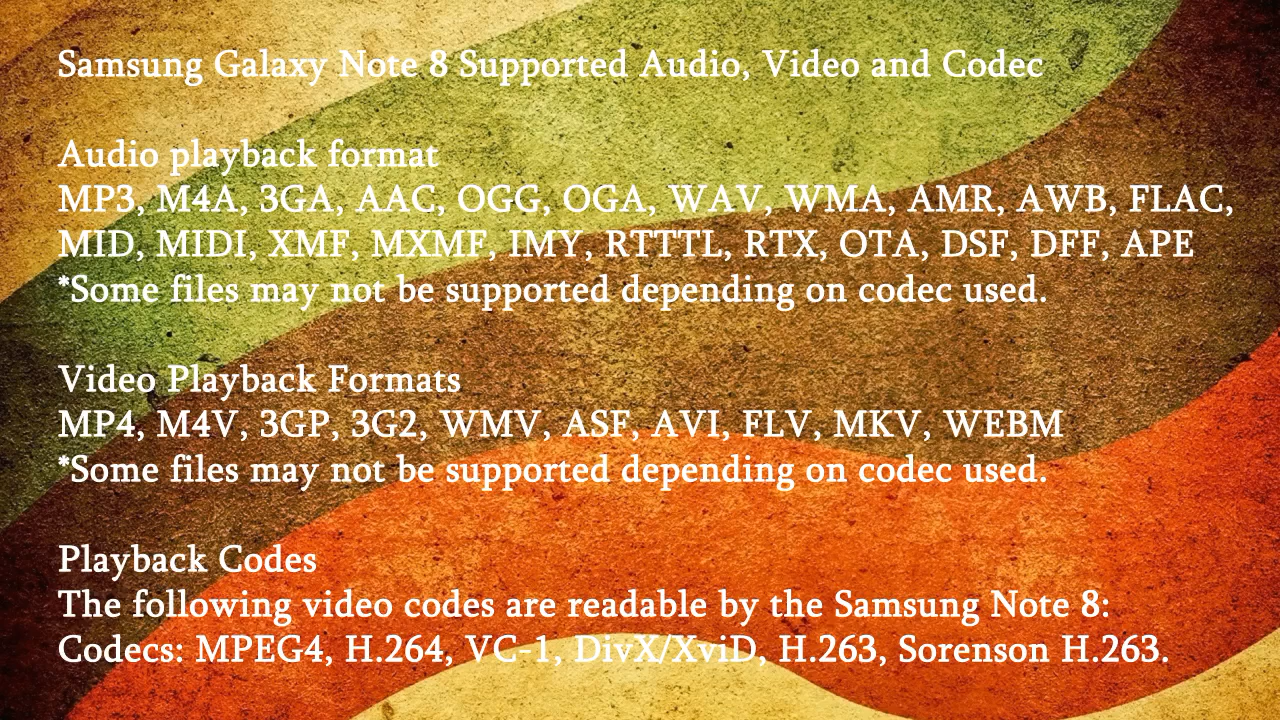 Samsung Galaxy Note 8 Supported Audio, Video and Codec
Audio playback format
MP3, M4A, 3GA, AAC, OGG, OGA, WAV, WMA, AMR, AWB, FLAC,
MID, MIDI, XMF, MXMF, IMY, RTTTL, RTX, OTA, DSF, DFF, APE
*Some files may not be supported depending on codec used.
Video Playback Formats
MP4, M4V, 3GP, 3G2, WMV, ASF, AVI, FLV, MKV, WEBM
*Some files may not be supported depending on codec used.
Playback Codes
The following video codes are readable by the Samsung Note 8:
Codecs: MPEG4, H.264, VC-1, DivX/XviD, H.263, Sorenson H.263.